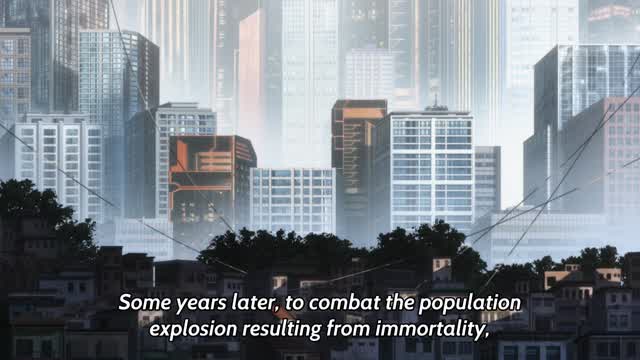 Some years later, to combat the population
explosion resulting from immortality,